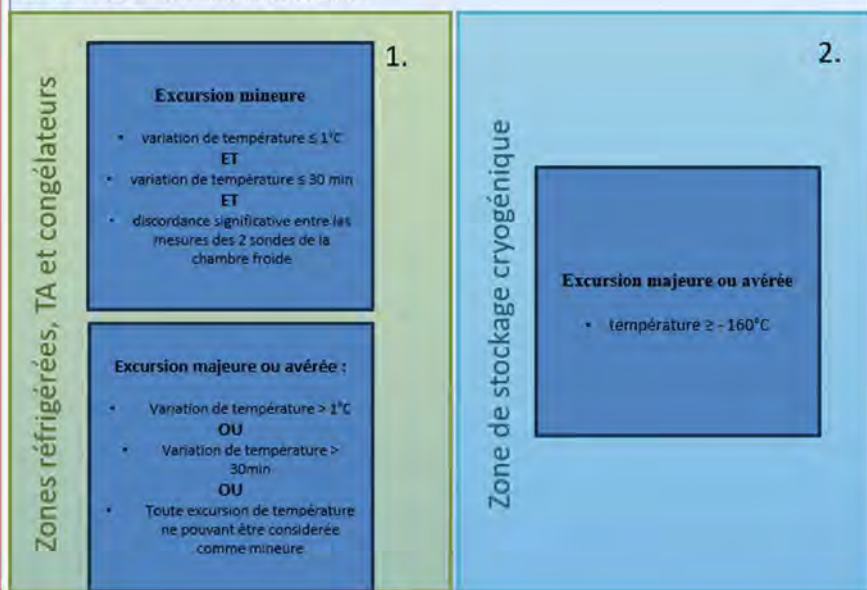 Zones réfrigérées, TA et congélateurs
1.
Excursion mineure
• variation de température ≤ 1°C
ET
• variation de température ≤ 30 min
ET
• discordance significative entre les
mesures des 2 sondes de la
chambre froide
Excursion majeure ou avérée :
• Variation de température > 1°C
OU
• Variation de température >
30min
OU
• Toute excursion de température
ne pouvant être considérée
comme mineure
Zone de stockage cryogénique
2.
Excursion majeure ou avérée
• température ≥ - 160°C